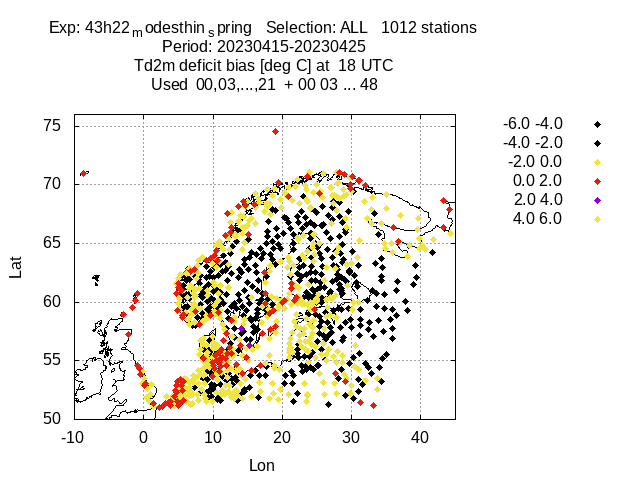 Exp: 43h22modesthinspring Selection: ALL 1012 stations
Period: 20230415-20230425
Td2m deficit bias [deg C] at 18 UTC
Used 00,03,...,21 + 00 03 ... 48
-6.0 -4.0
-4.0 -2.0
-2.0 0.0
0.0 2.0
2.0 4.0
4.0 6.0
75
70
65
60
55
50
Lat
-10 0 10 20 30 40
Lon